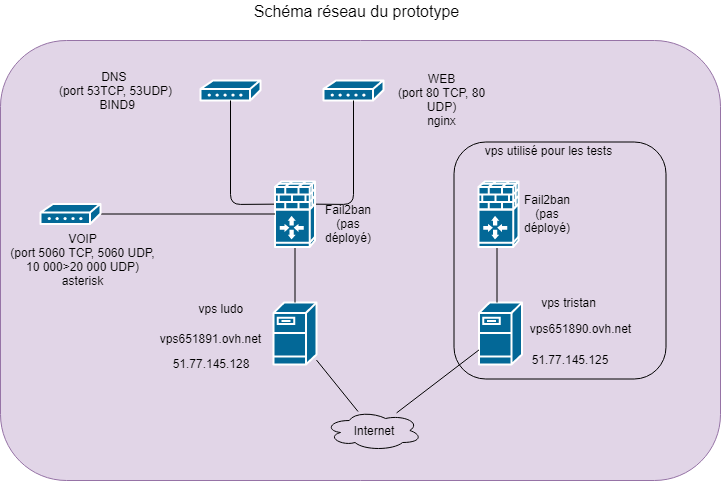 Schéma réseau du prototype
DNS
(port 53TCP, 53UDP)
BIND9
WEB
(port 80 TCP, 80
UDP)
nginx
vps utilisé pour les tests
Fail2ban
(pas
déployé)
Fail2ban
(pas
déployé)
VOIP
(port 5060 TCP, 5060 UDP,
10 000>20 000 UDP)
asterisk
vps ludo
vps651891.ovh.net
51.77.145.128
vps tristan
vps651890.ovh.net
51.77.145.125
Internet